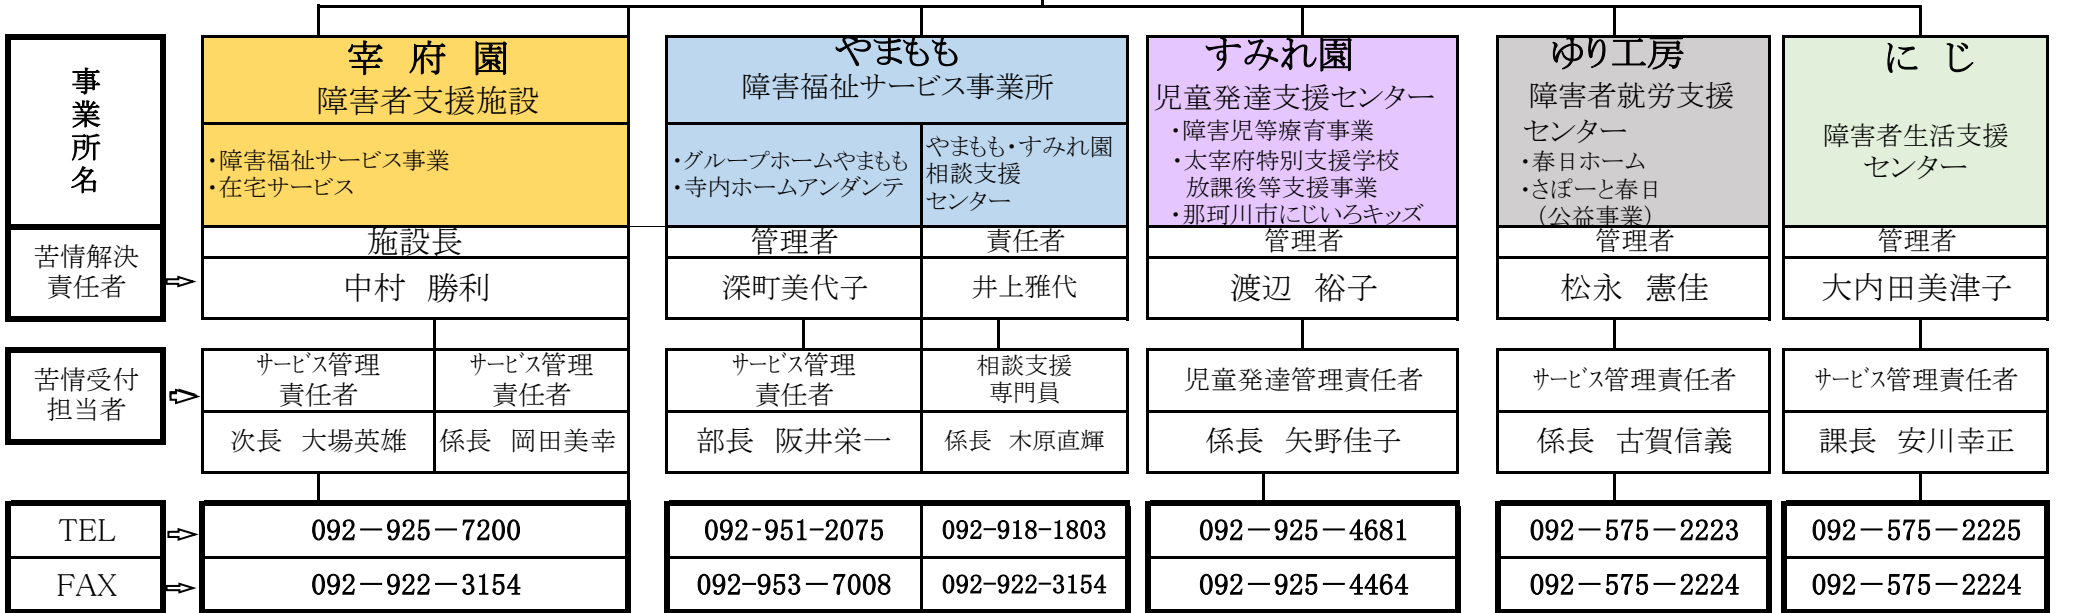 事業所名
宰 府 園
障害者支援施設
・障害福祉サービス事業
・在宅サービス
やまもも
障害福祉サービス事業所
・グループホームやまもも
・寺内ホームアンダンテ
やまもも・すみれ園
相談支援
センター
すみれ園
児童発達支援センター
・障害児等療育事業
・太宰府特別支援学校
放課後等支援事業
・那珂川市にじいろキッズ
ゆり工房
障害者就労支援
センター
・春日ホーム
・さぽーと春日
（公益事業）
に じ
障害者生活支援
センター
苦情解決
責任者
施設長
管理者
責任者
管理者
管理者
管理者
中村 勝利
深町美代子
井上雅代
渡辺 裕子
松永 憲佳
大内田美津子
苦情受付
担当者
サービス管理
責任者
サービス管理
責任者
サービス管理
責任者
相談支援
専門員
児童発達管理責任者
サービス管理責任者
サービス管理責任者
次長 大場英雄
係長 岡田美幸
部長 阪井栄一
係長 木原直輝
係長 矢野佳子
係長 古賀信義
課長 安川幸正
TEL
092－925－7200
092-951-2075
092-918-1803
092－925－4681
092－575－2223
092－575－2225
FAX
092－922－3154
092-953－7008
092-922-3154
092－925－4464
092－575－2224
092－575－2224